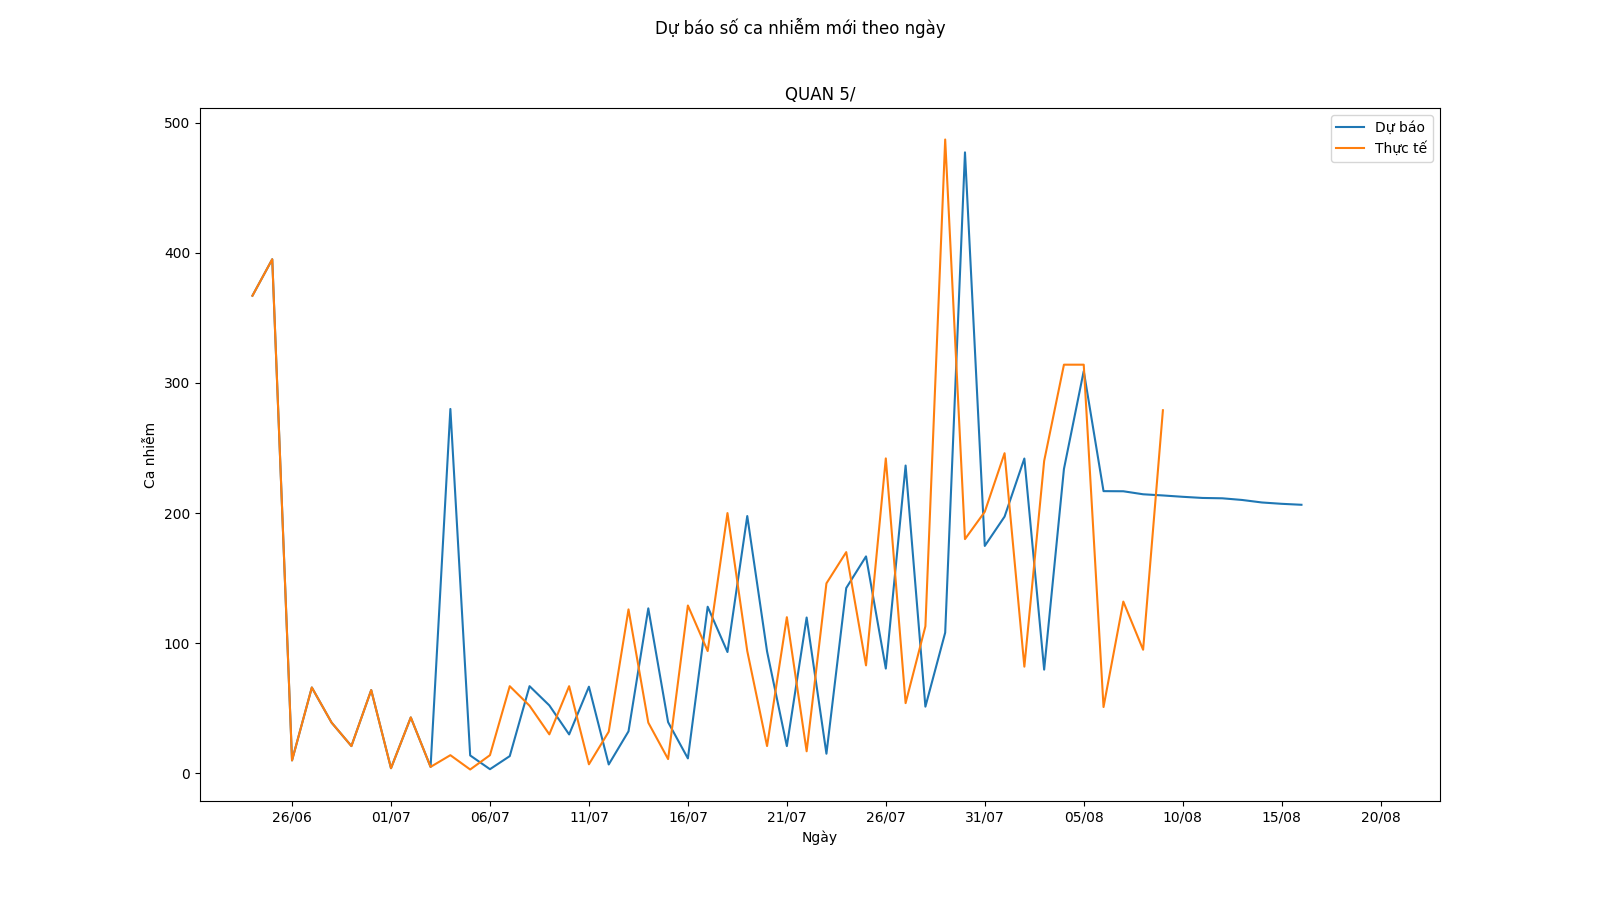 Dự báo số ca nhiễm mới theo ngày
QUAN 5/
500
400
300
200
100
0
Ca nhiễm
Dự báo
Thực tế
26/06 01/07 06/07 11/07 16/07 21/07 26/07 31/07 05/08 10/08 15/08 20/08
Ngày